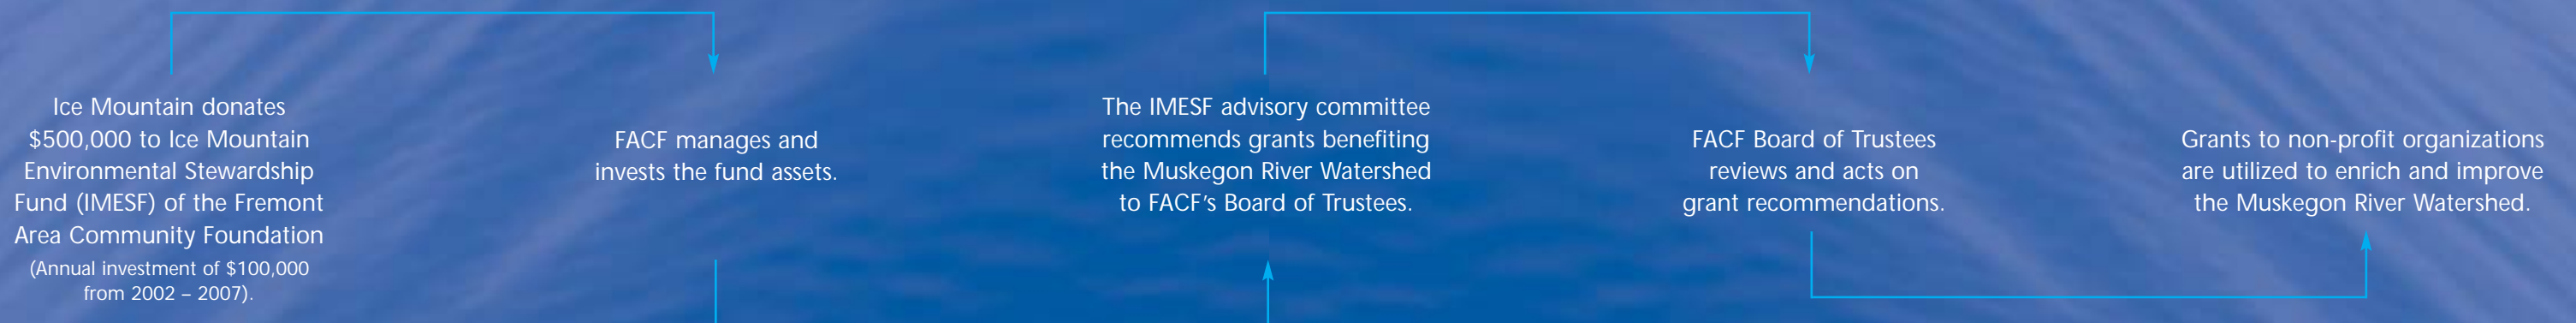 Ice Mountain donates
$500,000 to Ice Mountain
Environmental Stewardship
Fund (IMESF) of the Fremont
Area Community Foundation
(Annual investment of $100,000
from 2002 – 2007).
FACF manages and
invests the fund assets.
The IMESF advisory committee
recommends grants benefiting
the Muskegon River Watershed
to FACF’s Board of Trustees.
FACF Board of Trustees
reviews and acts on
grant recommendations.
Grants to non-profit organizations
are utilized to enrich and improve
the Muskegon River Watershed.